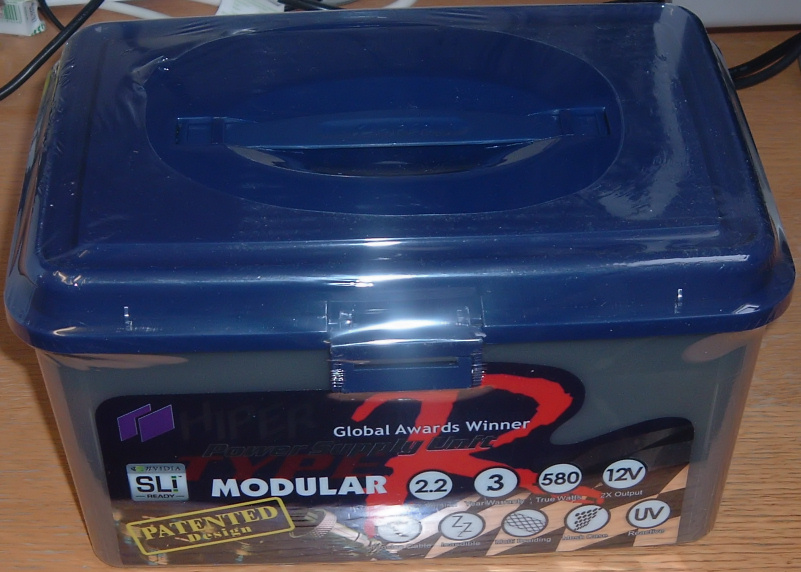 HIPER
Global Awards Winner
Power Supply Unit
TYPE R
NVIDIA
SLI
READY
MODULAR
2.2
3
580
12V
True Watts
2X Output
PATENTED
Design
ZZZ
UV